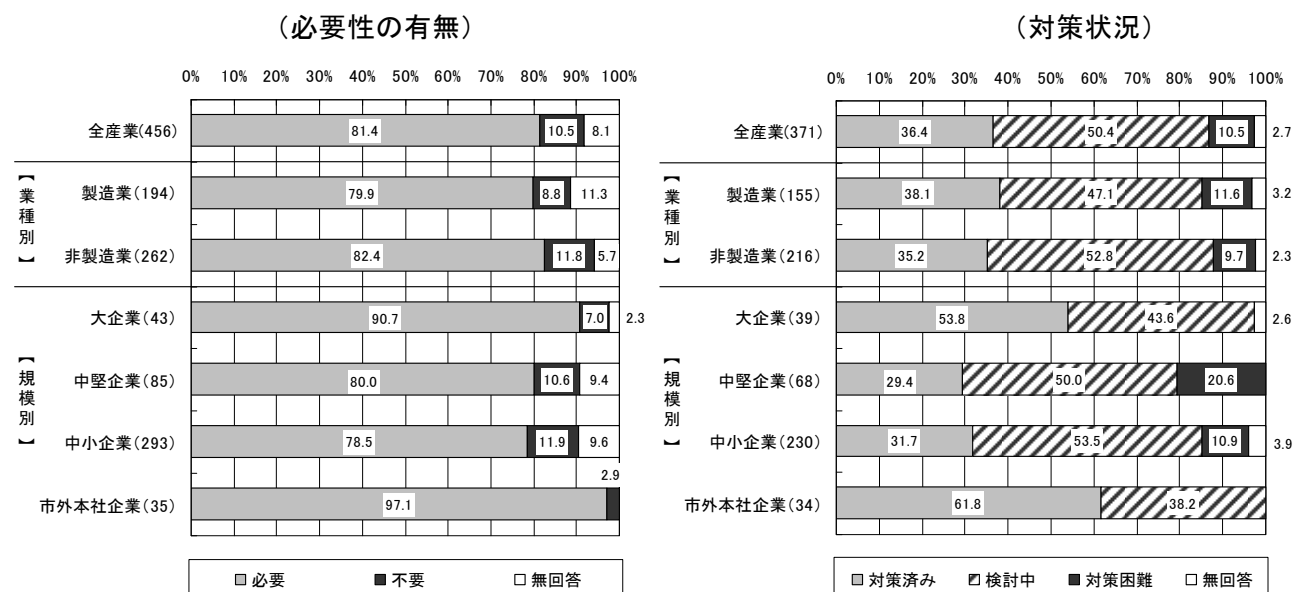 （必要性の有無）
0% 10% 20% 30% 40% 50% 60% 70% 80% 90% 100%
全産業(456) 81.4 10.5 8.1
【業種別】
製造業(194) 79.9 8.8 11.3
非製造業(262) 82.4 11.8 5.7
【規模別】
大企業(43) 90.7 7.0 2.3
中堅企業(85) 80.0 10.6 9.4
中小企業(293) 78.5 11.9 9.6
市外本社企業(35) 97.1 2.9
必要 不要 無回答
（対策状況）
0% 10% 20% 30% 40% 50% 60% 70% 80% 90% 100%
全産業(371) 36.4 50.4 10.5 2.7
【業種別】
製造業(155) 38.1 47.1 11.6 3.2
非製造業(216) 35.2 52.8 9.7 2.3
【規模別】
大企業(39) 53.8 43.6 2.6
中堅企業(68) 29.4 50.0 20.6
中小企業(230) 31.7 53.5 10.9 3.9
市外本社企業(34) 61.8 38.2
対策済み 検討中 対策困難 無回答